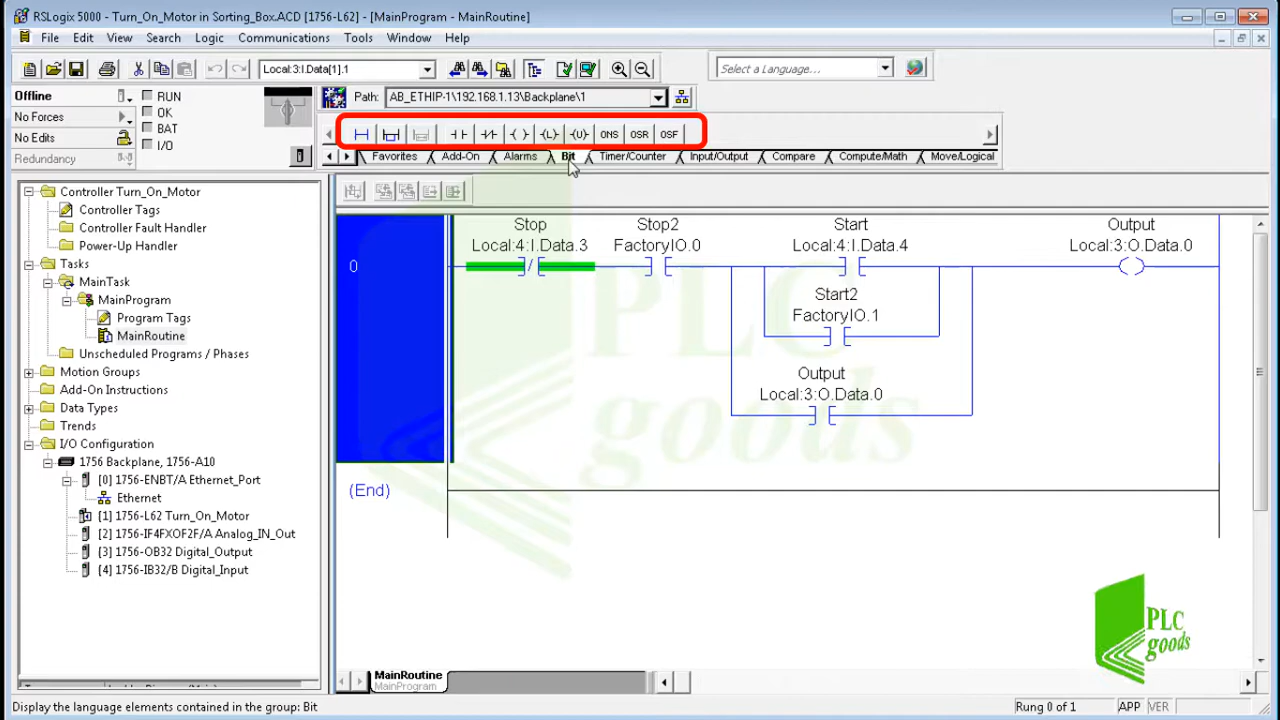 RSLogix 5000 - Turn_On_Motor in Sorting_Box.ACD [1756-L62] - [MainProgram - MainRoutine]
File Edit View Search Logic Communications Tools Window Help
Local:3:I.Data[1].1
Select a Language...
Offline
RUN
Path: AB_ETHIP-1\192.168.1.13\Backplane\1
No Forces
OK
No Edits
BAT
(L) (U) ONS OSR OSF
Redundancy
I/O
Favorites Add-On Alarms Bit Timer/Counter Input/Output Compare Compute/Math Move/Logical
Controller Turn_On_Motor
Controller Tags
Controller Fault Handler
Power-Up Handler
Tasks
MainTask
MainProgram
Program Tags
MainRoutine
Unscheduled Programs / Phases
Motion Groups
Add-On Instructions
Data Types
Trends
I/O Configuration
1756 Backplane, 1756-A10
[0] 1756-ENBT/A Ethernet_Port
Ethernet
[1] 1756-L62 Turn_On_Motor
[2] 1756-IF4FXOF2F/A Analog_IN_Out
[3] 1756-OB32 Digital_Output
[4] 1756-IB32/B Digital_Input
Stop Stop2 Start Output
Local:4:I.Data.3 FactoryIO.0 Local:4:I.Data.4 Local:3:O.Data.0
0
Start2
FactoryIO.1
Output
Local:3:O.Data.0
(End)
PLC
goods
PLC
goods
MainRoutine
MainProgram
Display the language elements contained in the group: Bit
Rung 0 of 1 APP VER